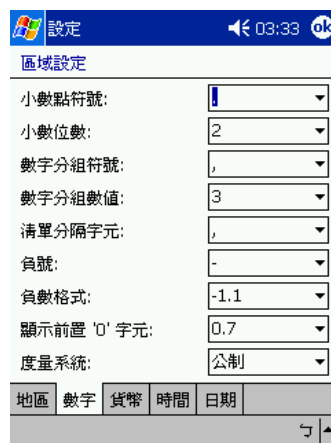 設定 03:33 ok
區域設定
小數點符號: .
小數位數: 2
數字分組符號: ,
數字分組數值: 3
清單分隔字元: ,
負號: -
負數格式: -1.1
顯示前置 '0' 字元: 0.7
度量系統: 公制
地區 數字 貨幣 時間 日期
ㄅ